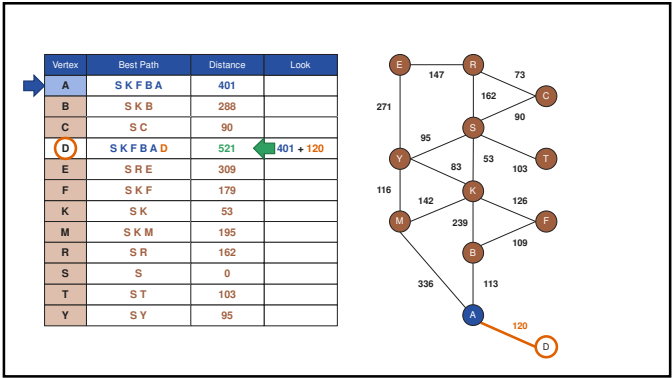 Vertex Best Path Distance Look
A S K F B A 401
B S K B 288
C S C 90
D S K F B A D 521 401 + 120
E S R E 309
F S K F 179
K S K 53
M S K M 195
R S R 162
S S 0
T S T 103
Y S Y 95
E R
147 73
C
271 162
90
S
95
Y T
83 53 103
116 K
142 126
M 239 F
109
B
336 113
A
120
D